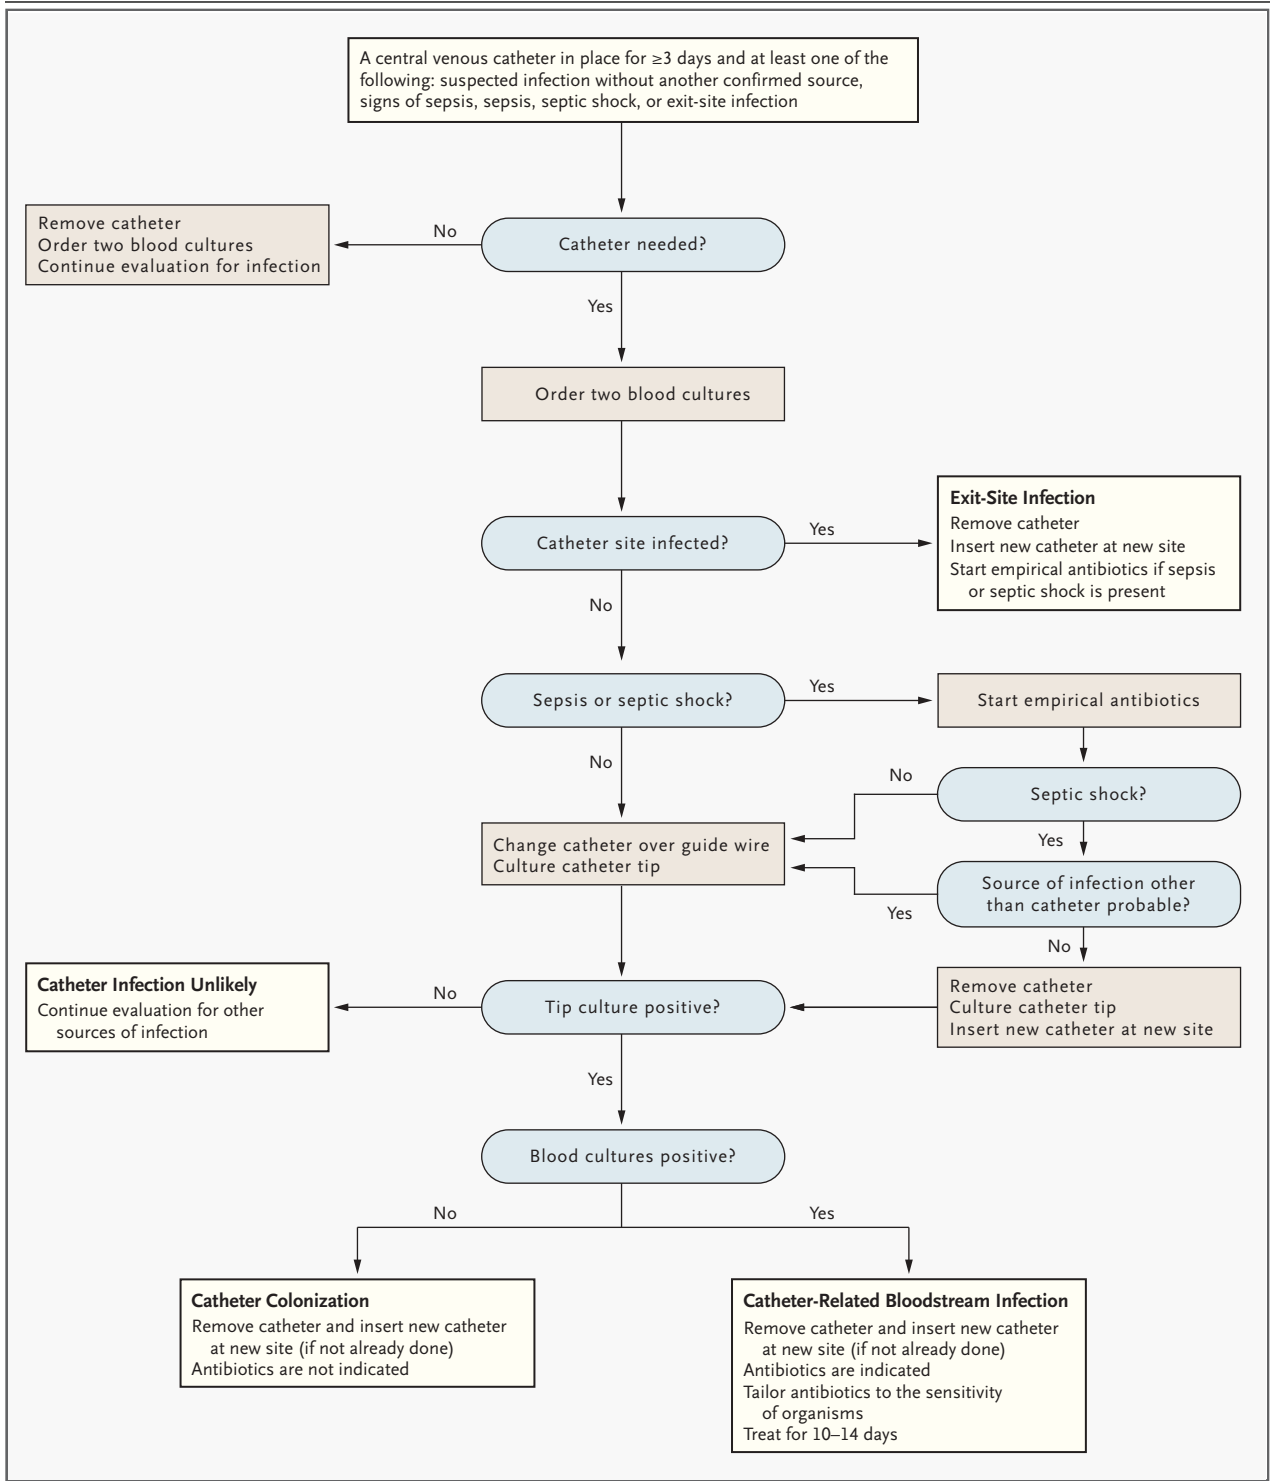 A central venous catheter in place for ≥3 days and at least one of the
following: suspected infection without another confirmed source,
signs of sepsis, sepsis, septic shock, or exit-site infection
Remove catheter
Order two blood cultures
Continue evaluation for infection
No
Catheter needed?
Yes
Order two blood cultures
Catheter site infected?
Yes
Exit-Site Infection
Remove catheter
Insert new catheter at new site
Start empirical antibiotics if sepsis
or septic shock is present
No
Sepsis or septic shock?
Yes
Start empirical antibiotics
No
No
Septic shock?
Yes
Change catheter over guide wire
Culture catheter tip
Source of infection other
than catheter probable?
Yes
No
Catheter Infection Unlikely
Continue evaluation for other
sources of infection
No
Tip culture positive?
Remove catheter
Culture catheter tip
Insert new catheter at new site
Yes
Blood cultures positive?
No
Yes
Catheter Colonization
Remove catheter and insert new catheter
at new site (if not already done)
Antibiotics are not indicated
Catheter-Related Bloodstream Infection
Remove catheter and insert new catheter
at new site (if not already done)
Antibiotics are indicated
Tailor antibiotics to the sensitivity
of organisms
Treat for 10–14 days